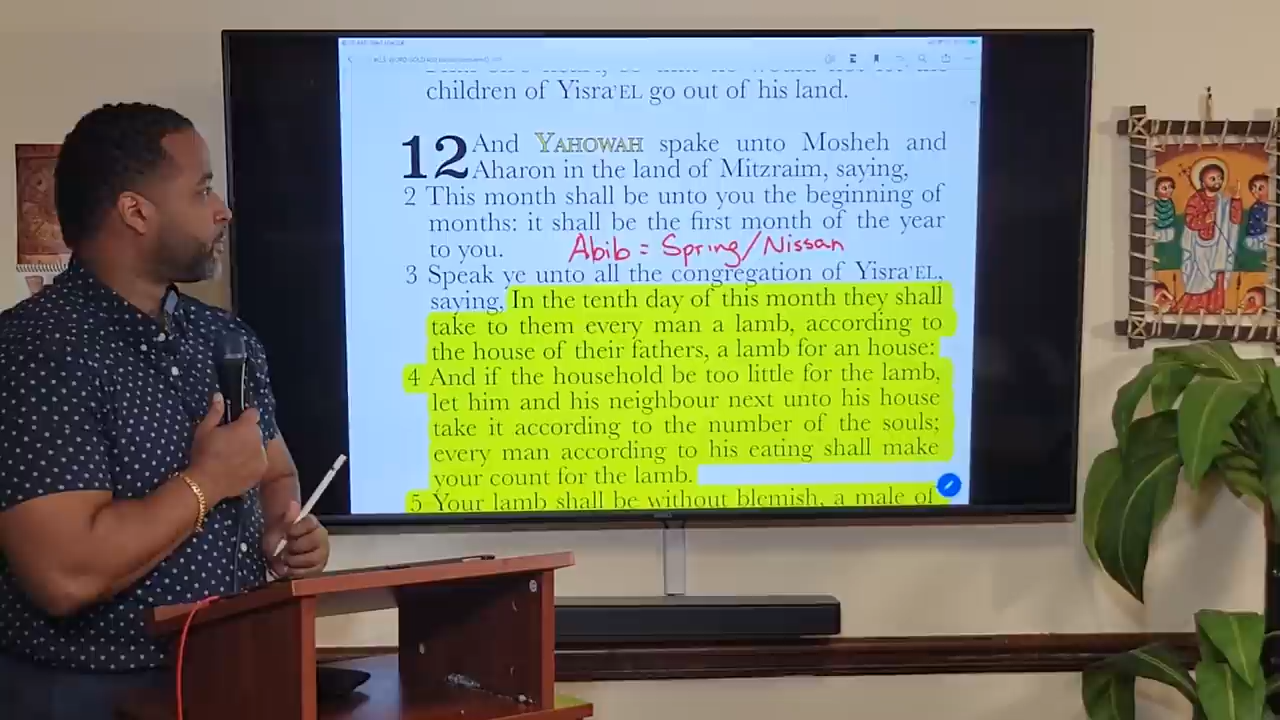 children of Yisra'EL go out of his land.
12 And YAHOWAH spake unto Mosheh and
Aharon in the land of Mitzraim, saying,
2 This month shall be unto you the beginning of
months: it shall be the first month of the year
to you. Abib = Spring/Nissan
3 Speak ye unto all the congregation of Yisra'EL,
saying, In the tenth day of this month they shall
take to them every man a lamb, according to
the house of their fathers, a lamb for an house:
4 And if the household be too little for the lamb,
let him and his neighbour next unto his house
take it according to the number of the souls;
every man according to his eating shall make
your count for the lamb.
5 Your lamb shall be without blemish, a male of